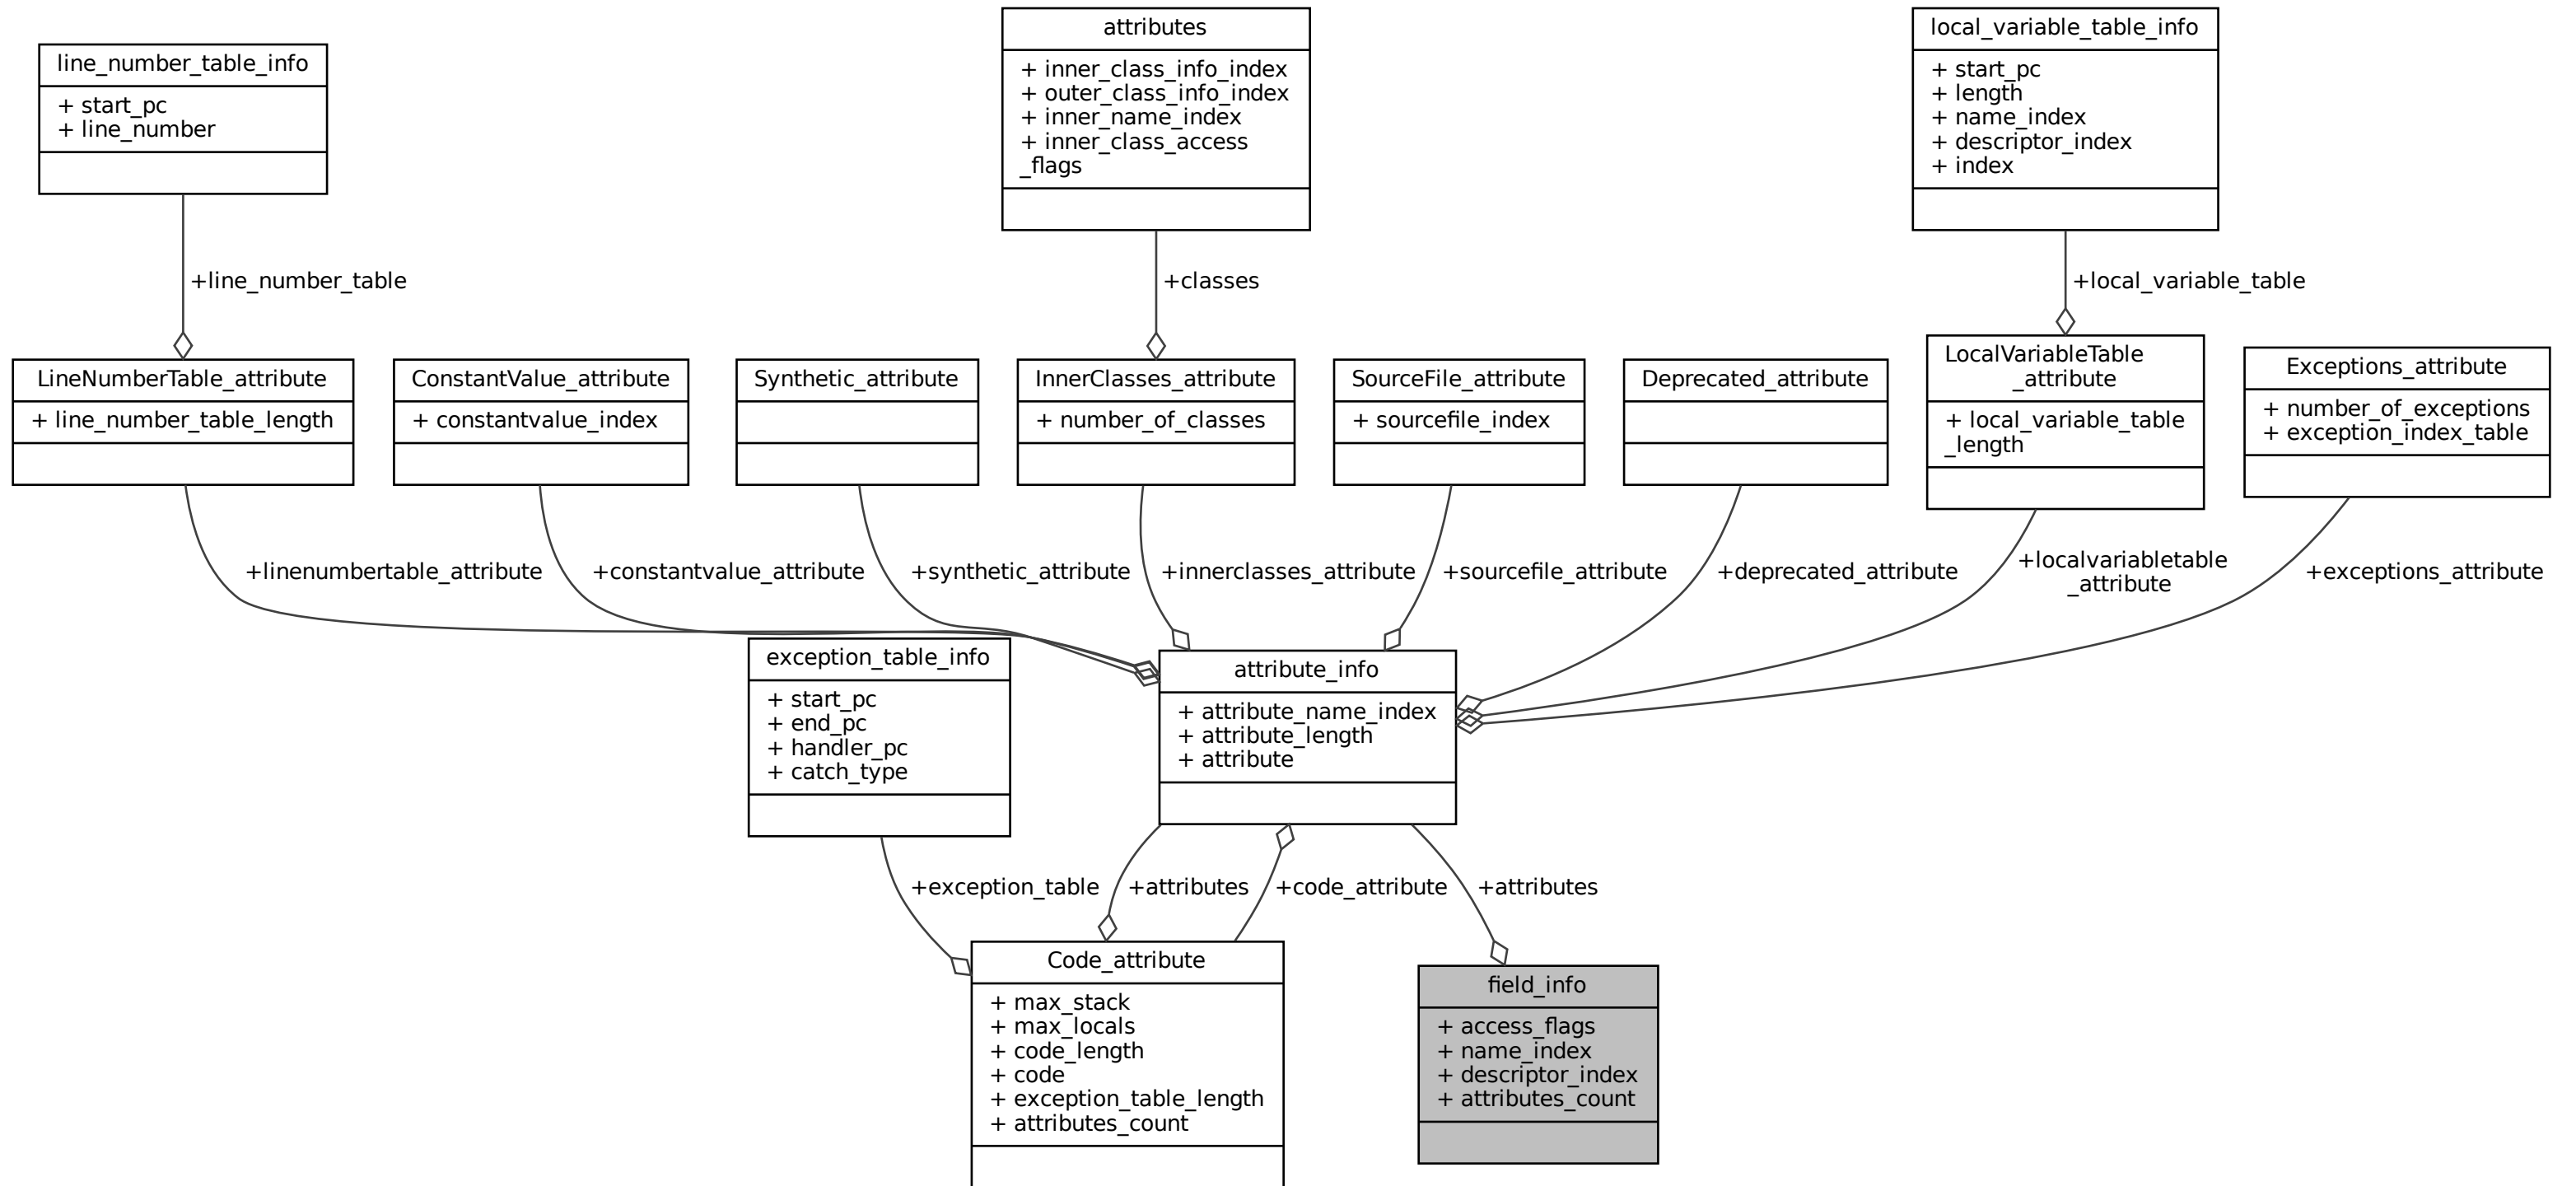 attributes
+ inner_class_info_index
+ outer_class_info_index
+ inner_name_index
+ inner_class_access
_flags
local_variable_table_info
+ start_pc
+ length
+ name_index
+ descriptor_index
+ index
line_number_table_info
+ start_pc
+ line_number
+line_number_table
+classes
+local_variable_table
LineNumberTable_attribute
+ line_number_table_length
ConstantValue_attribute
+ constantvalue_index
Synthetic_attribute
InnerClasses_attribute
+ number_of_classes
SourceFile_attribute
+ sourcefile_index
Deprecated_attribute
LocalVariableTable
_attribute
+ local_variable_table
_length
Exceptions_attribute
+ number_of_exceptions
+ exception_index_table
+linenumbertable_attribute
+constantvalue_attribute
+synthetic_attribute
+innerclasses_attribute
+sourcefile_attribute
+deprecated_attribute
+localvariabletable
_attribute
+exceptions_attribute
exception_table_info
+ start_pc
+ end_pc
+ handler_pc
+ catch_type
attribute_info
+ attribute_name_index
+ attribute_length
+ attribute
+exception_table
+attributes
+code_attribute
+attributes
Code_attribute
+ max_stack
+ max_locals
+ code_length
+ code
+ exception_table_length
+ attributes_count
field_info
+ access_flags
+ name_index
+ descriptor_index
+ attributes_count